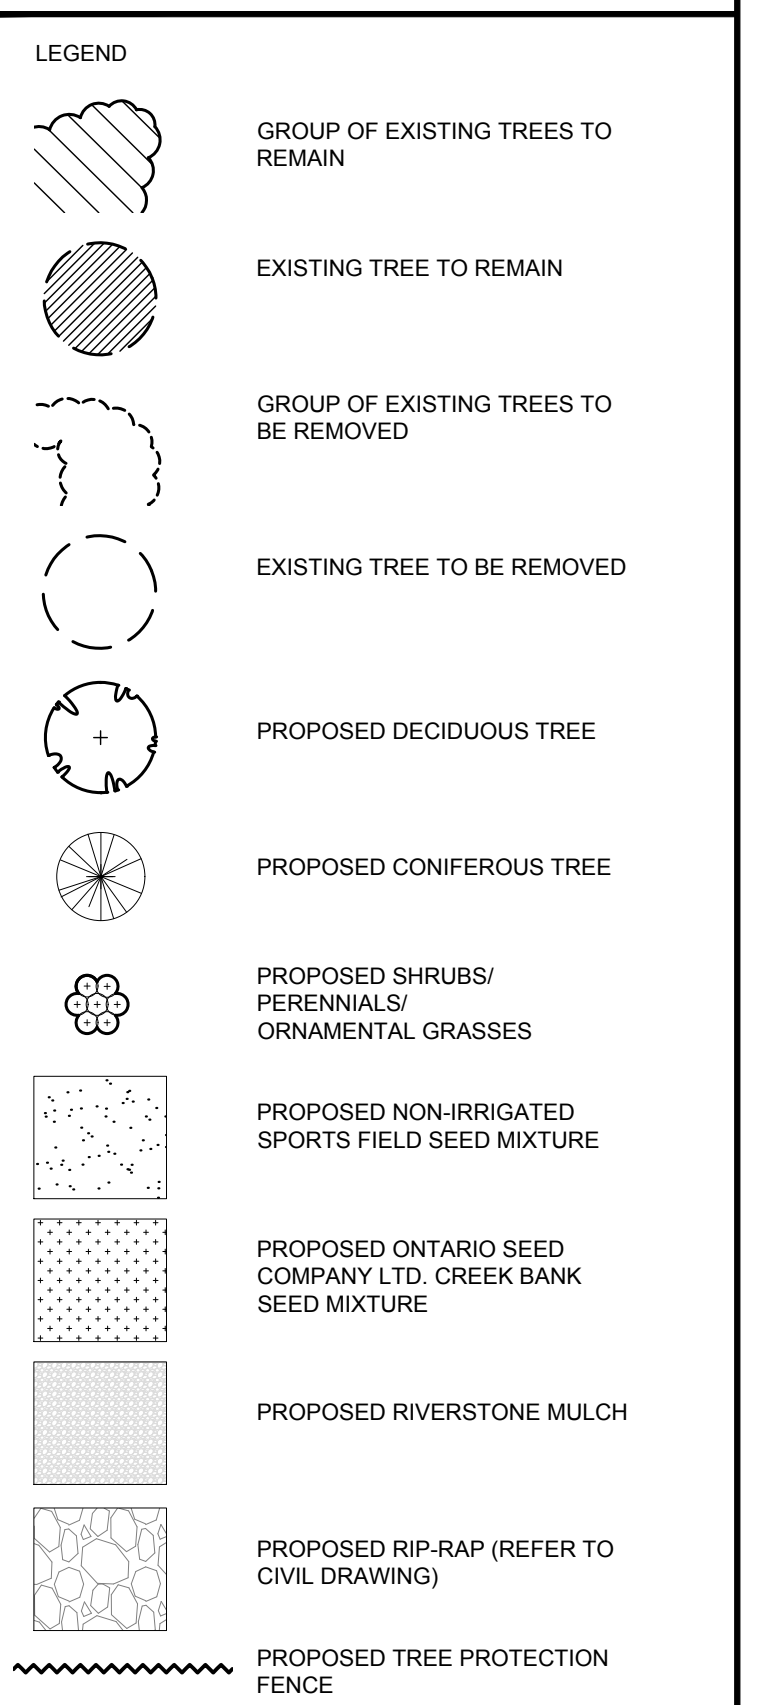 LEGEND
GROUP OF EXISTING TREES TO
REMAIN
EXISTING TREE TO REMAIN
GROUP OF EXISTING TREES TO
BE REMOVED
EXISTING TREE TO BE REMOVED
PROPOSED DECIDUOUS TREE
PROPOSED CONIFEROUS TREE
PROPOSED SHRUBS/
PERENNIALS/
ORNAMENTAL GRASSES
PROPOSED NON-IRRIGATED
SPORTS FIELD SEED MIXTURE
PROPOSED ONTARIO SEED
COMPANY LTD. CREEK BANK
SEED MIXTURE
PROPOSED RIVERSTONE MULCH
PROPOSED RIP-RAP (REFER TO
CIVIL DRAWING)
PROPOSED TREE PROTECTION
FENCE